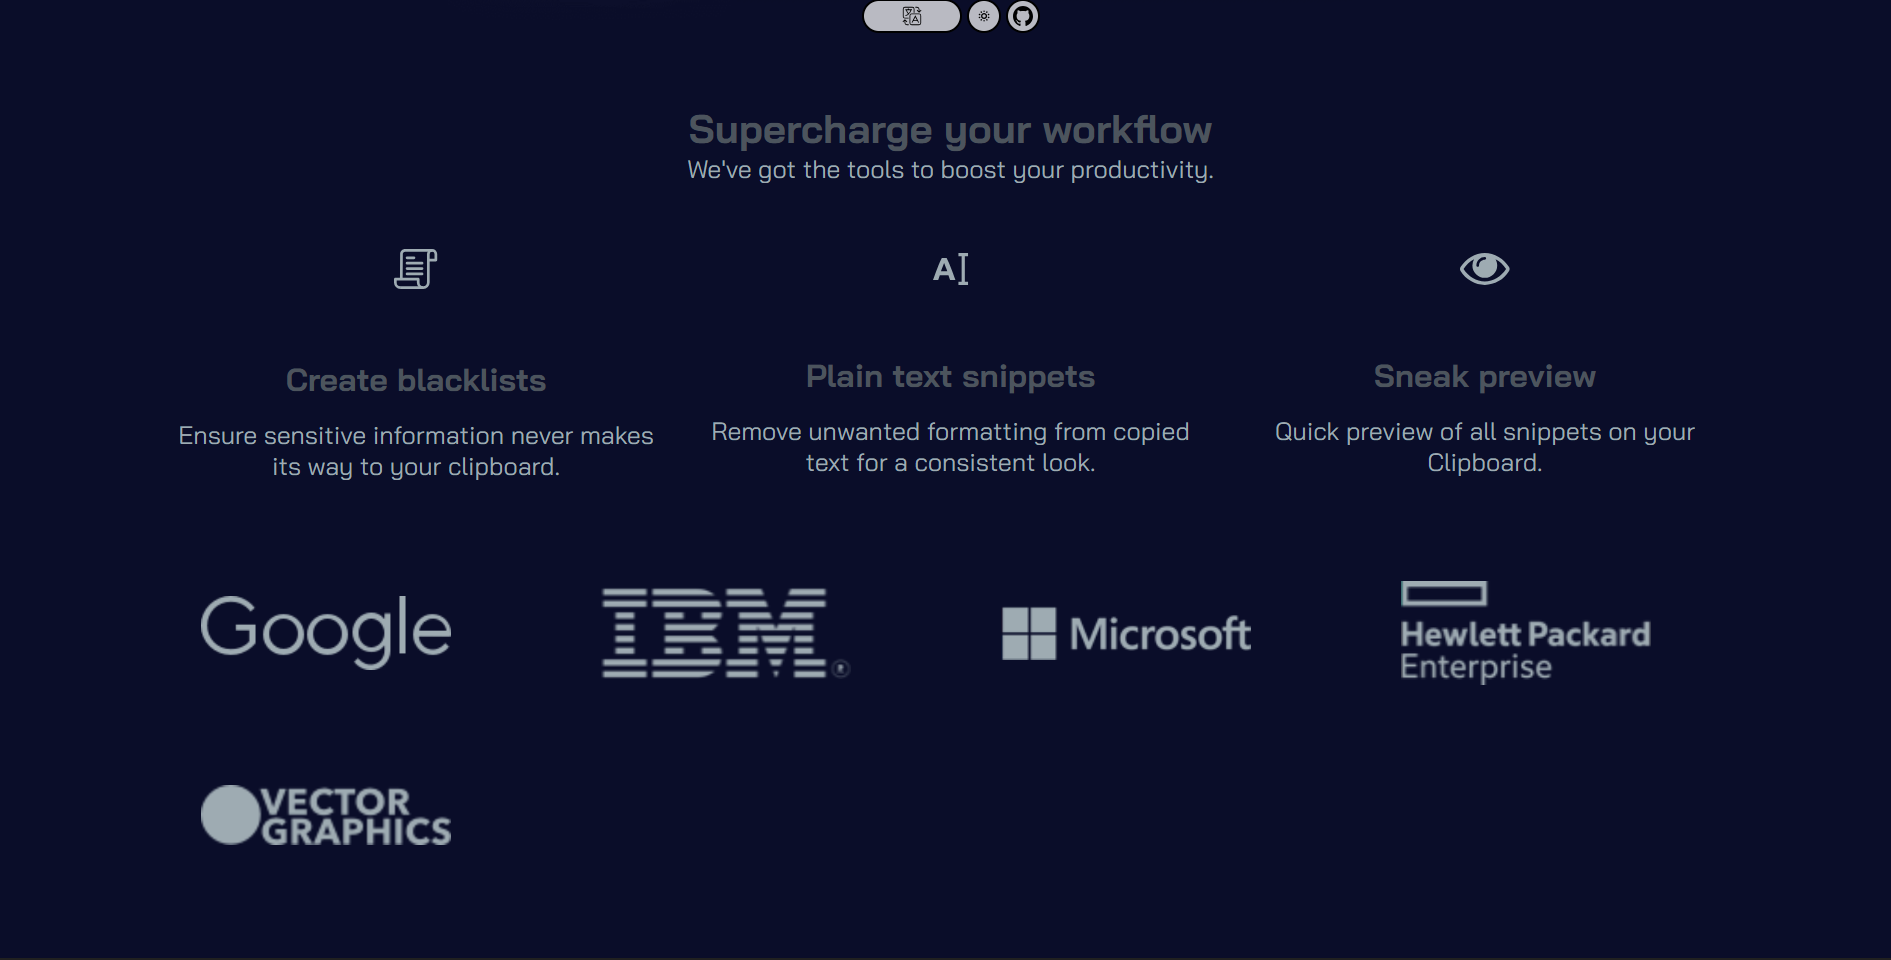 Supercharge your workflow
We've got the tools to boost your productivity.
A
Create blacklists
Plain text snippets
Sneak preview
Ensure sensitive information never makes
its way to your clipboard.
Remove unwanted formatting from copied
text for a consistent look.
Quick preview of all snippets on your
Clipboard.
Google
IBM®
Microsoft
Hewlett Packard
Enterprise
VECTOR
GRAPHICS